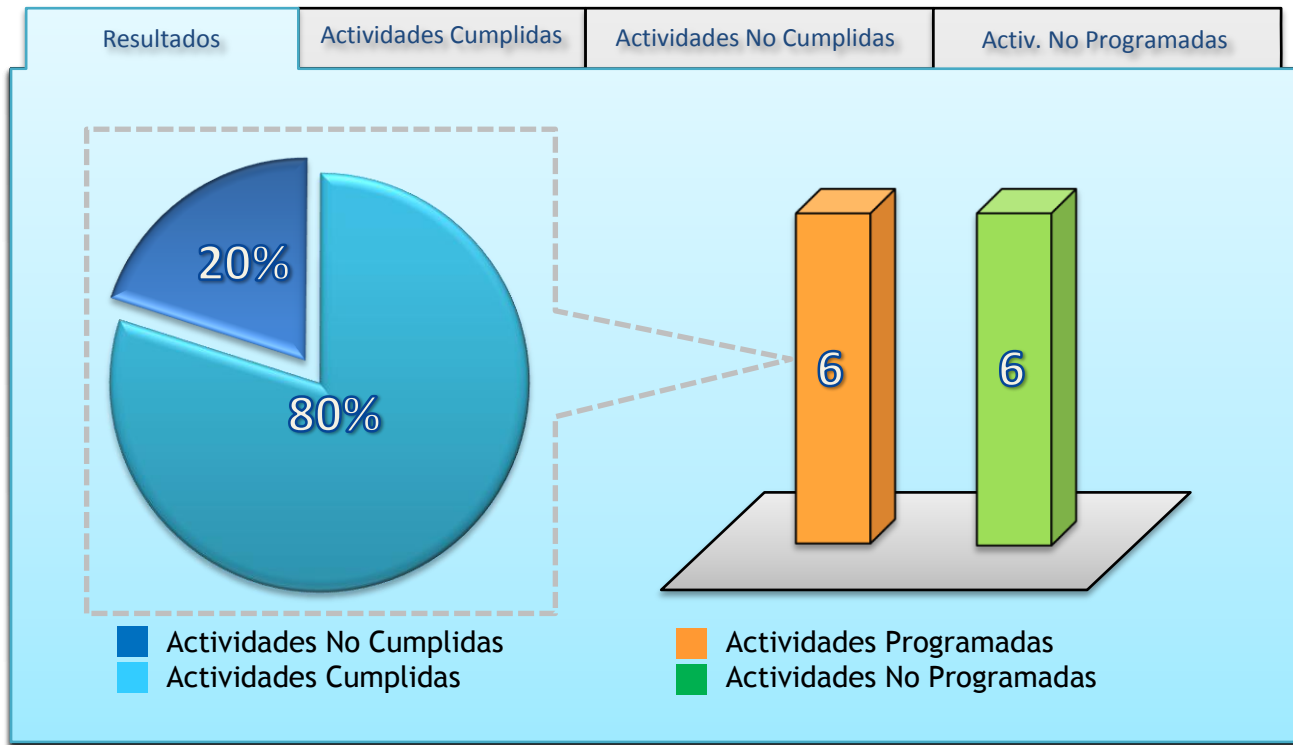 Resultados
Actividades Cumplidas
Actividades No Cumplidas
Activ. No Programadas
20%
80%
6
6
Actividades No Cumplidas
Actividades Cumplidas
Actividades Programadas
Actividades No Programadas